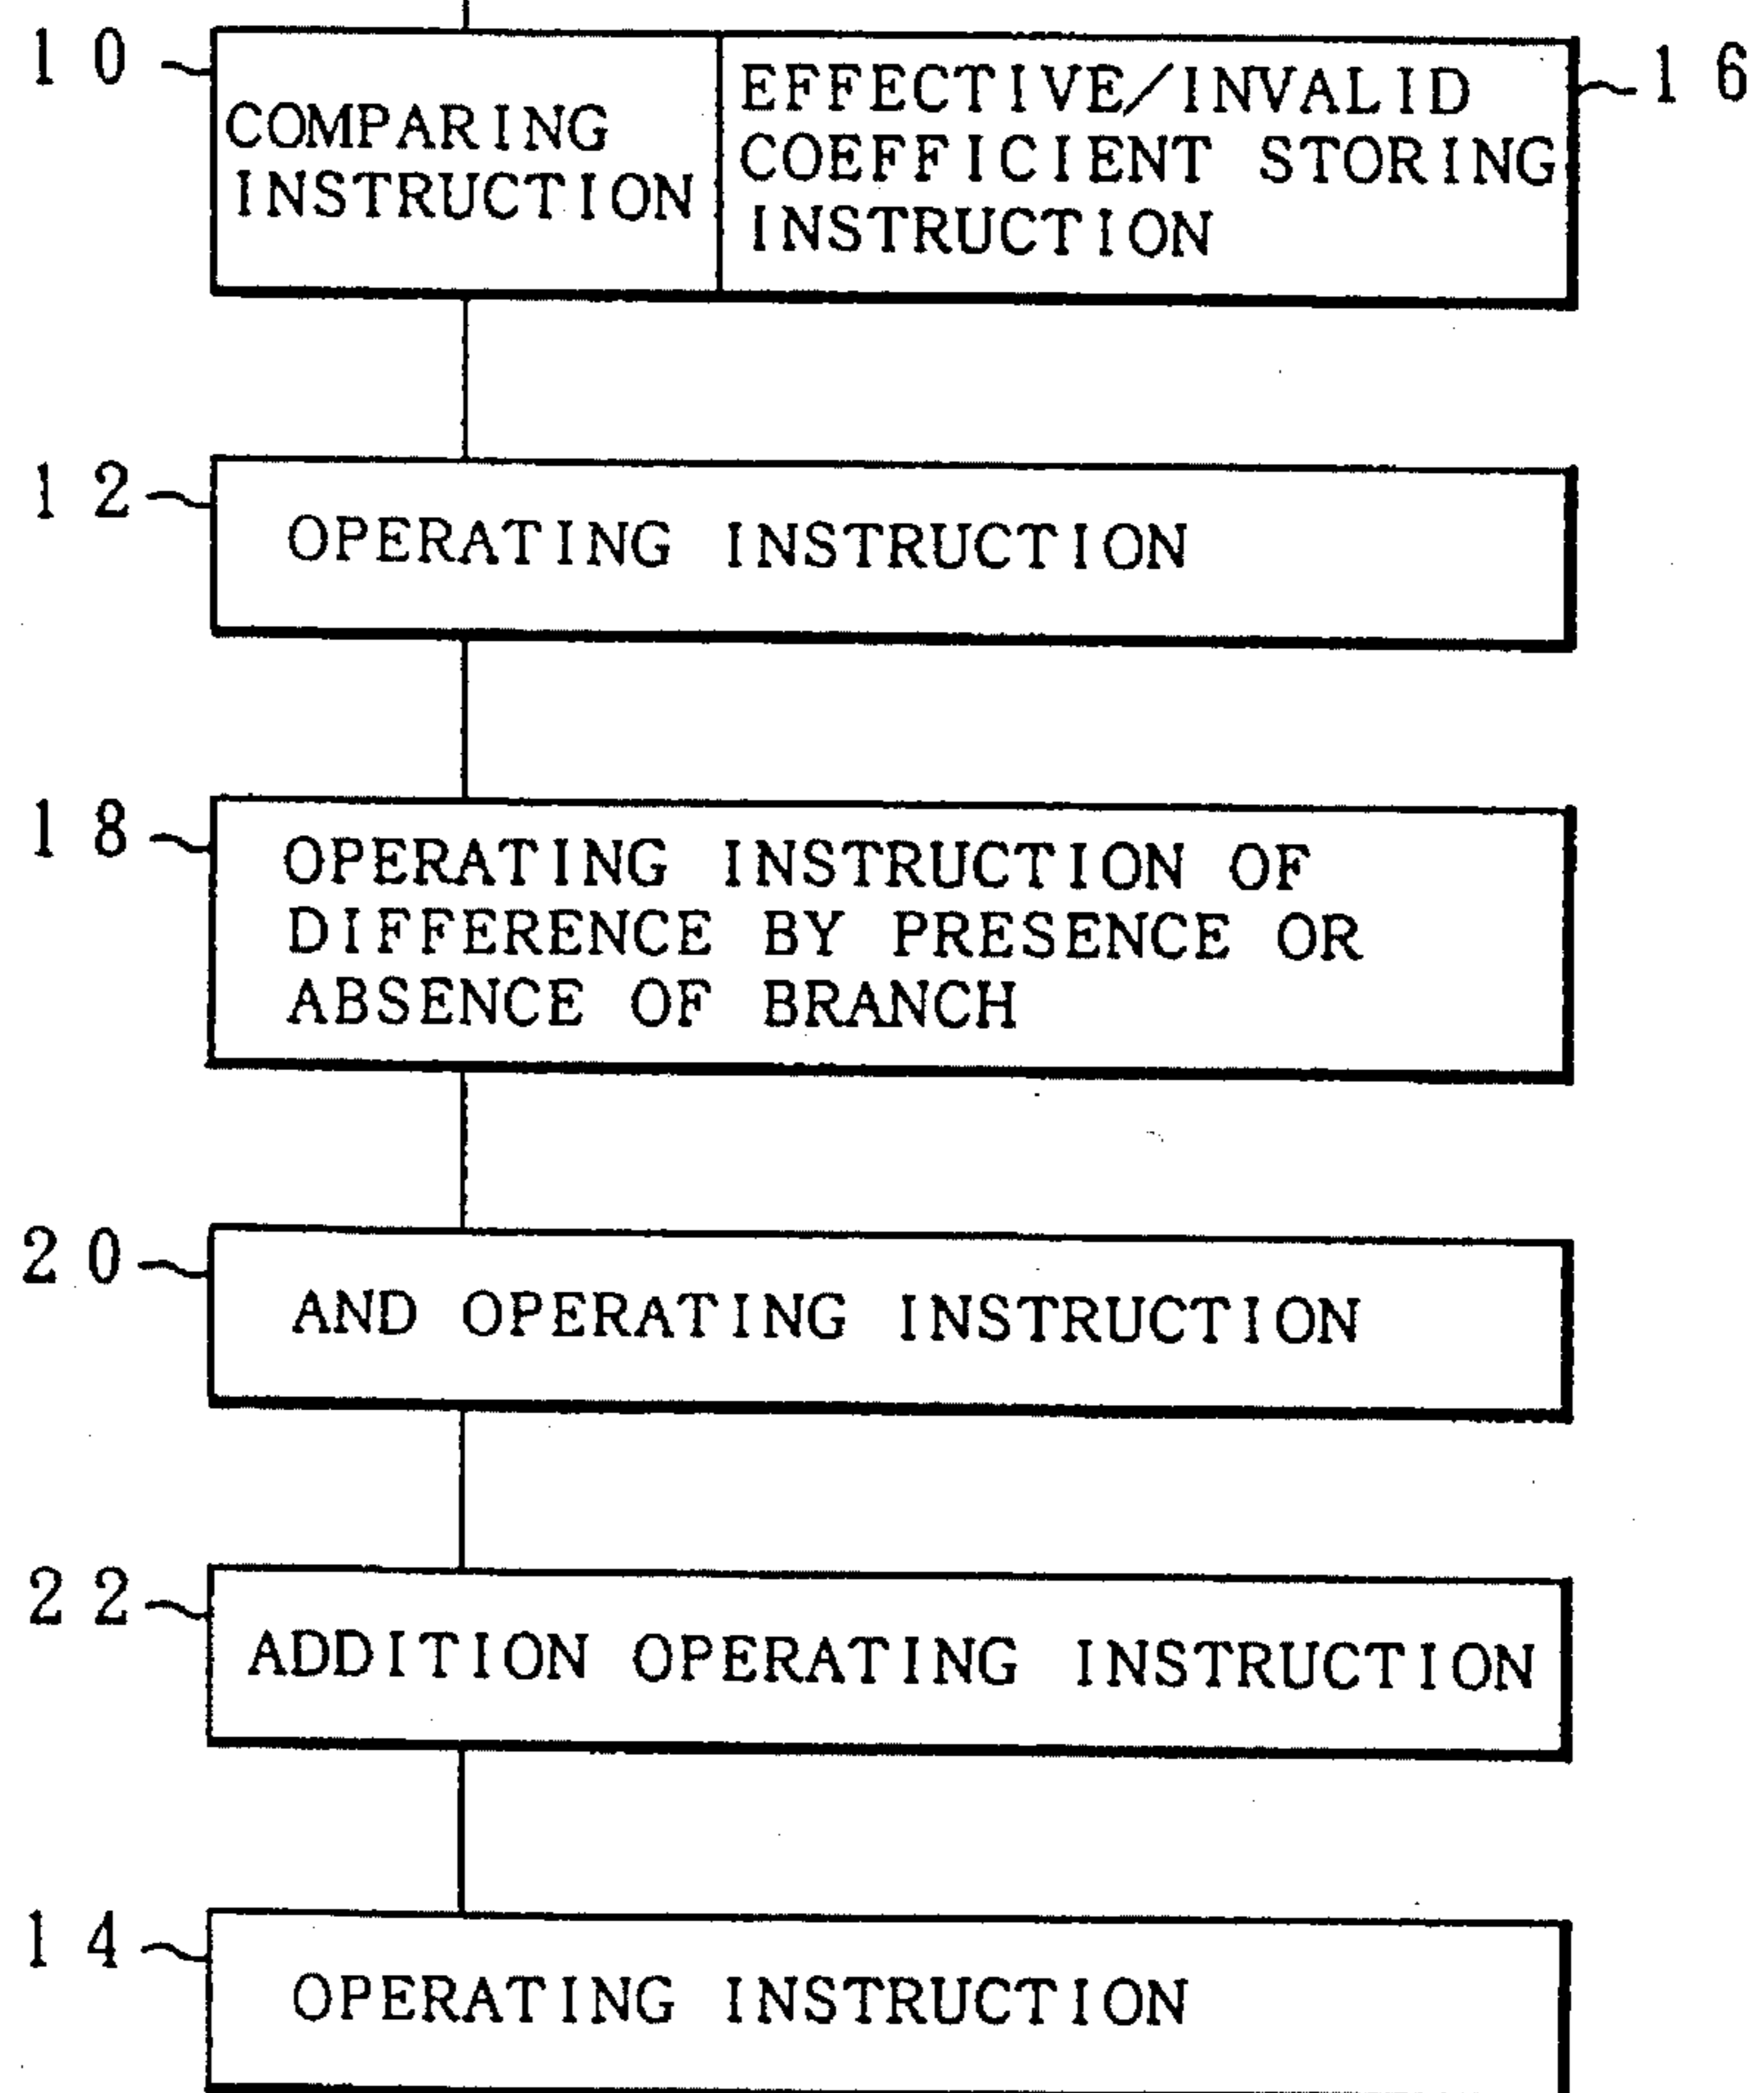 10
COMPARING
INSTRUCTION
EFFECTIVE/INVALID
COEFFICIENT STORING
INSTRUCTION
16
12
OPERATING INSTRUCTION
18
OPERATING INSTRUCTION OF
DIFFERENCE BY PRESENCE OR
ABSENCE OF BRANCH
20
AND OPERATING INSTRUCTION
22
ADDITION OPERATING INSTRUCTION
14
OPERATING INSTRUCTION